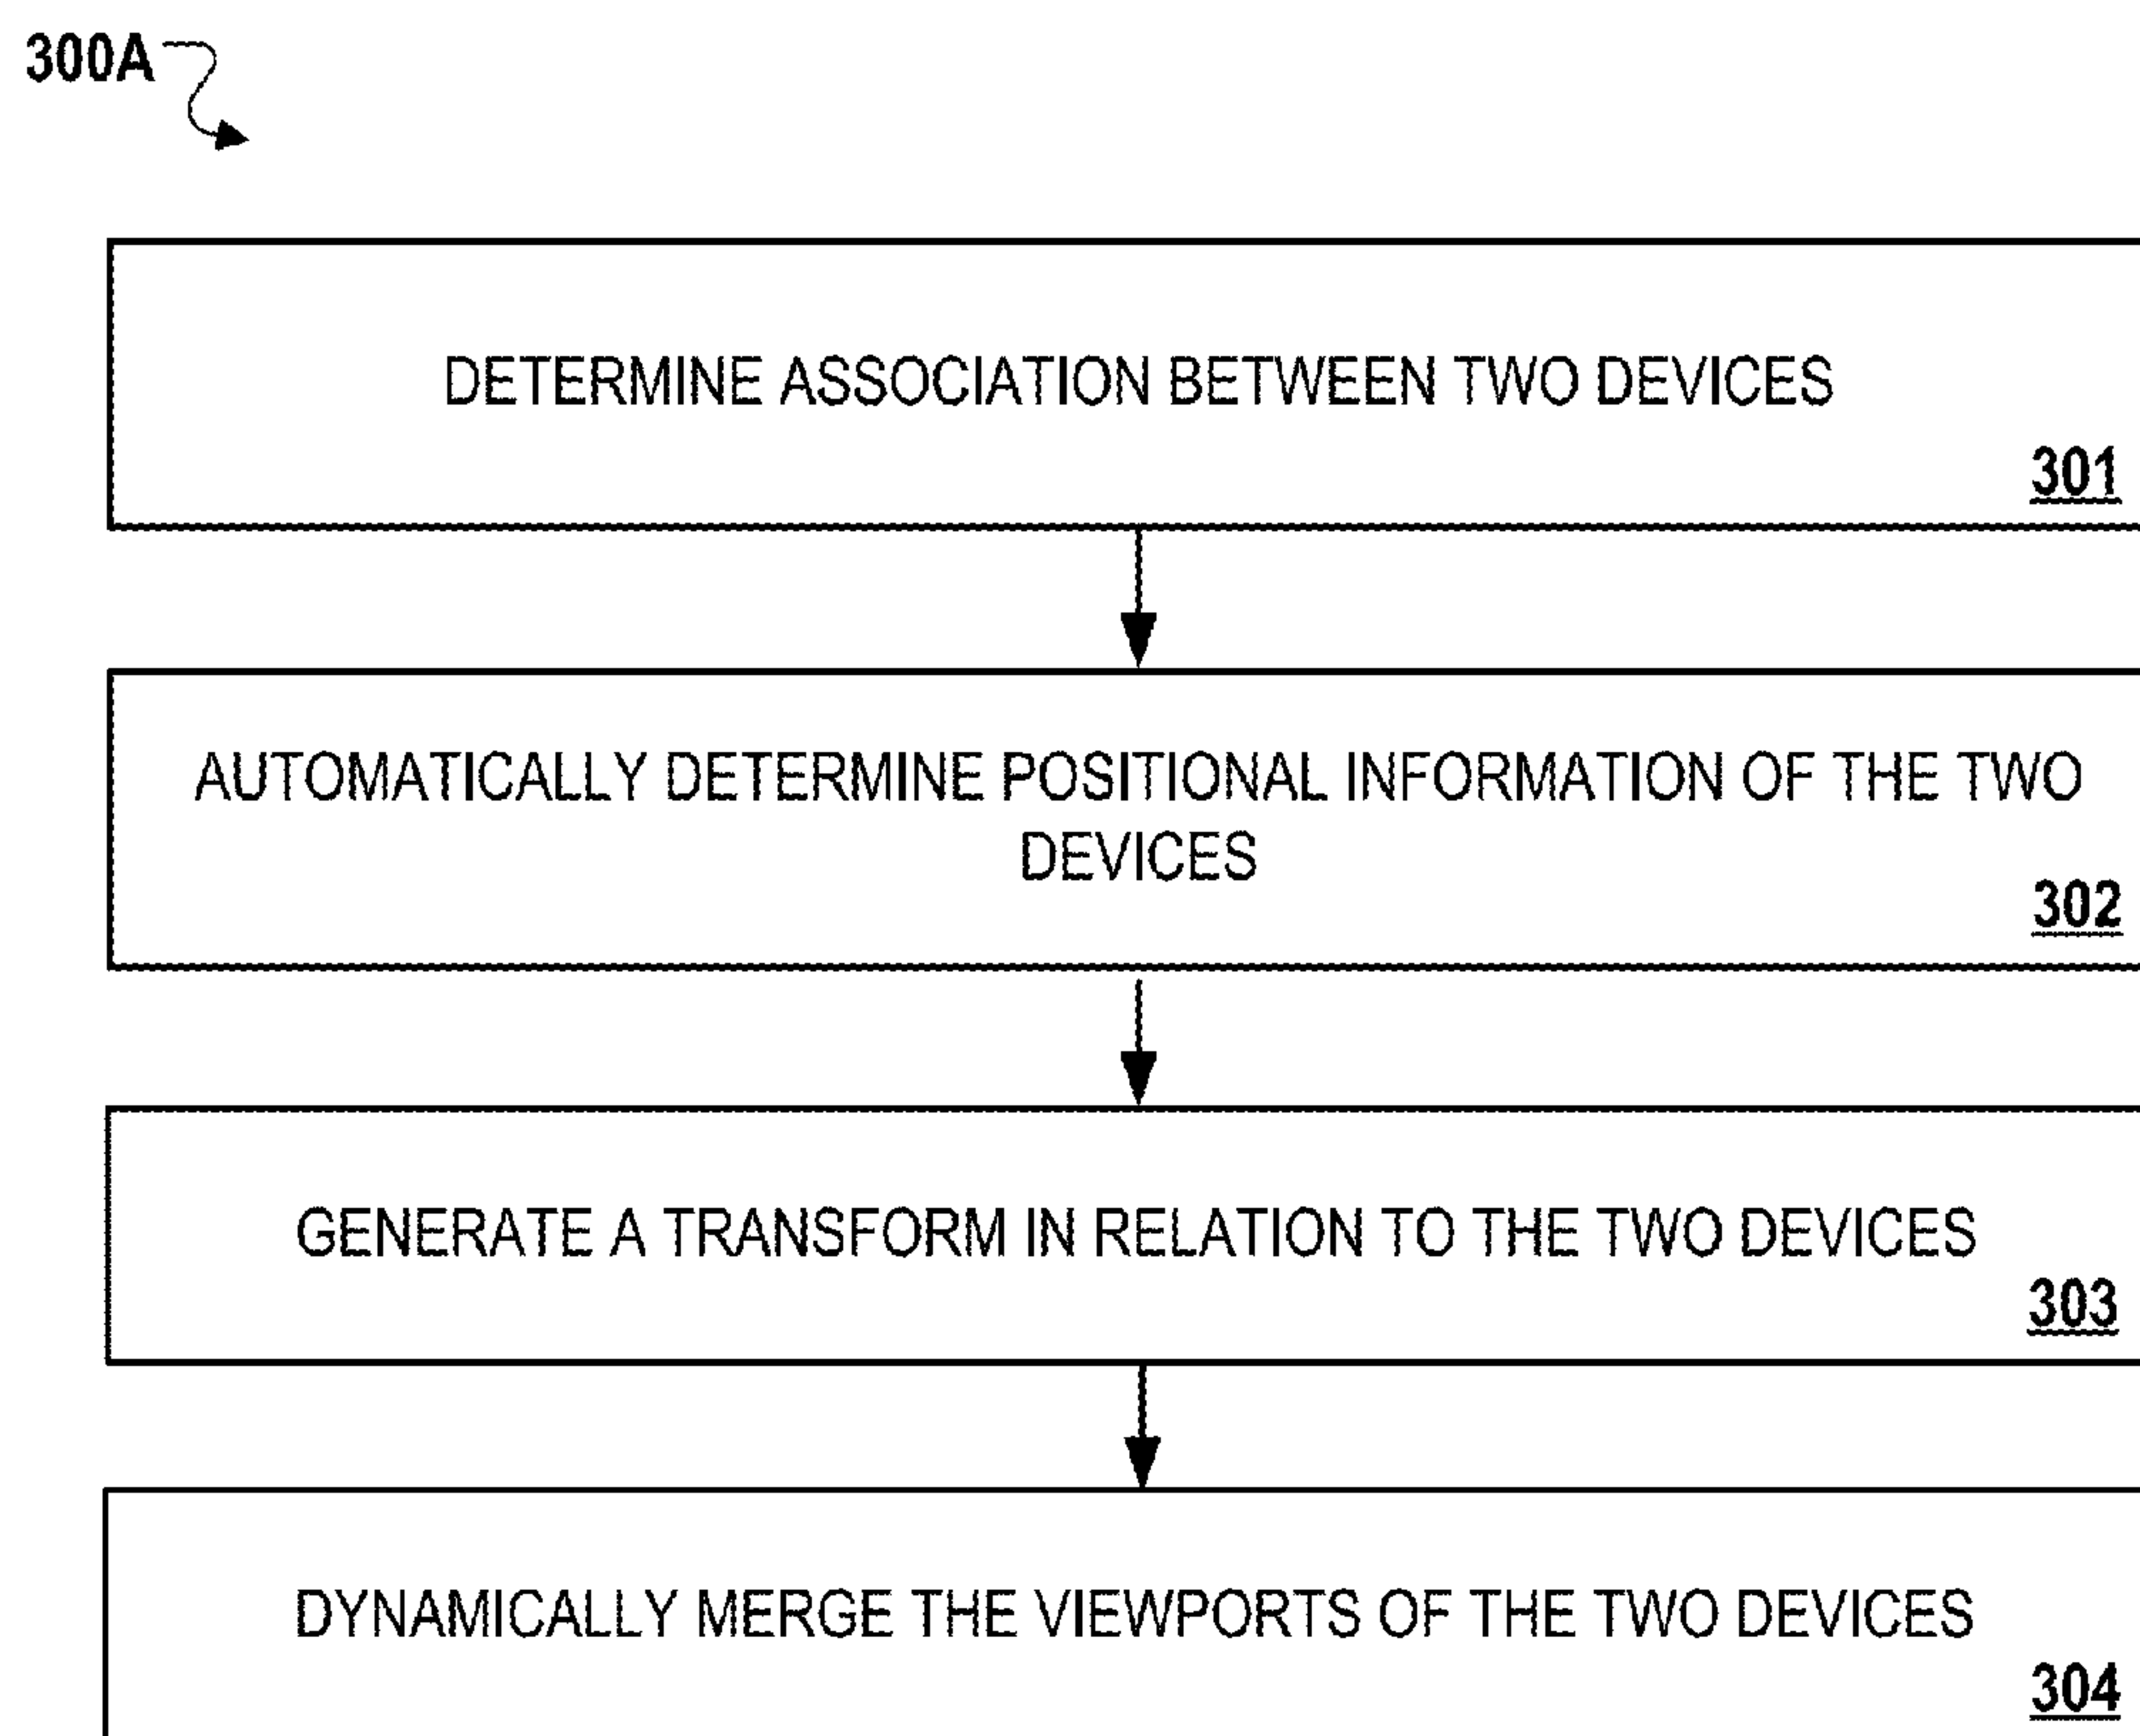 300A
DETERMINE ASSOCIATION BETWEEN TWO DEVICES
301
AUTOMATICALLY DETERMINE POSITIONAL INFORMATION OF THE TWO
DEVICES
302
GENERATE A TRANSFORM IN RELATION TO THE TWO DEVICES
303
DYNAMICALLY MERGE THE VIEWPORTS OF THE TWO DEVICES
304